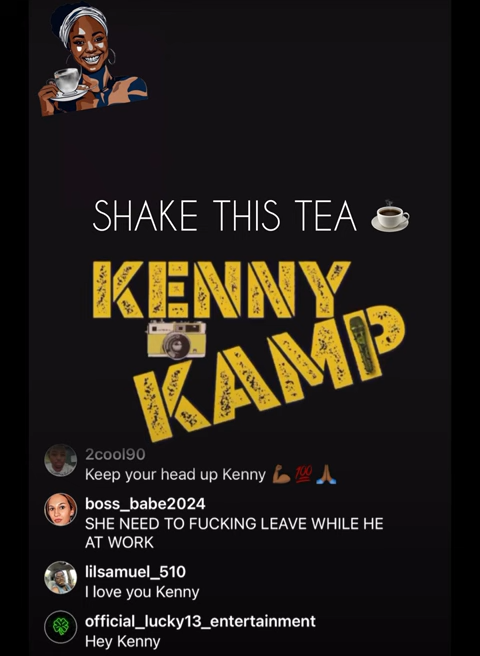 SHAKE THIS TEA ☕
KENNY
KAMP
2cool90
Keep your head up Kenny 💪🏾💯🙏🏾
boss_babe2024
SHE NEED TO FUCKING LEAVE WHILE HE
AT WORK
lilsamuel_510
I love you Kenny
official_lucky13_entertainment
Hey Kenny